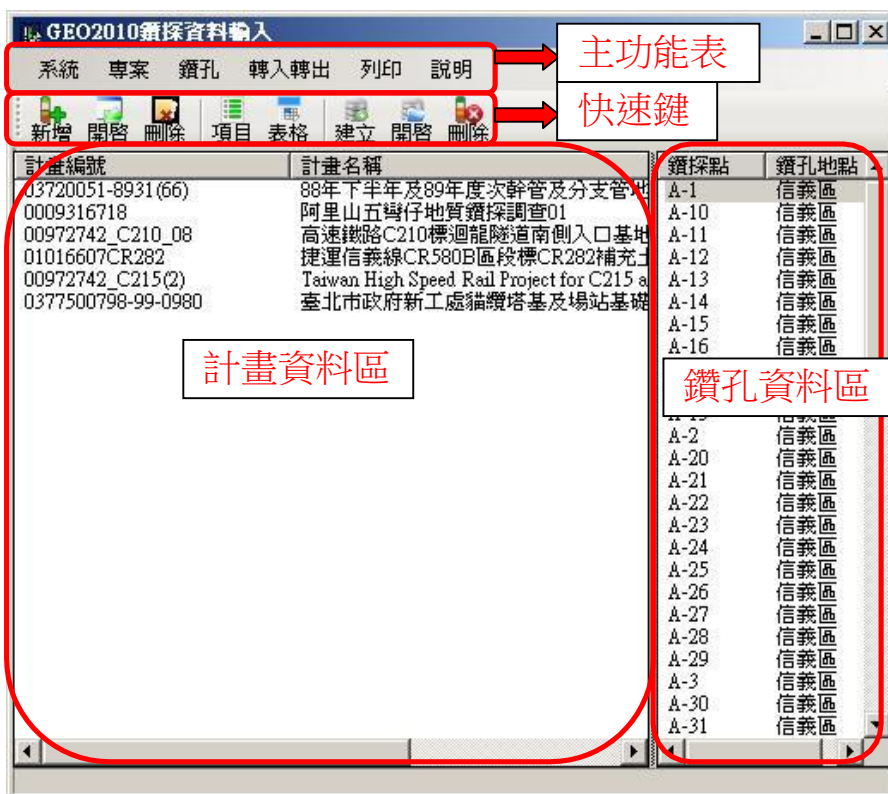 GEO2010鑽探資料輸入
系統 專案 鑽孔 轉入轉出 列印 說明
主功能表
新增 開啓 刪除 項目 表格 建立 開啓 刪除
快速鍵
計畫編號 計畫名稱
03720051-8931(66) 88年下半年及89年度次幹管及分支管地
0009316718 阿里山五彎仔地質鑽探調查01
00972742_C210_08 高速鐵路C210標迴龍隧道南側入口基地
01016607CR282 捷運信義線CR580B區段標CR282補充土
00972742_C215(2) Taiwan High Speed Rail Project for C215 a
0377500798-99-0980 臺北市政府新工處貓纜塔基及場站基礎
計畫資料區
鑽探點 鑽孔地點
A-1 信義區
A-10 信義區
A-11 信義區
A-12 信義區
A-13 信義區
A-14 信義區
A-15 信義區
A-16 信義區
鑽孔資料區
A-2 信義區
A-20 信義區
A-21 信義區
A-22 信義區
A-23 信義區
A-24 信義區
A-25 信義區
A-26 信義區
A-27 信義區
A-28 信義區
A-29 信義區
A-3 信義區
A-30 信義區
A-31 信義區